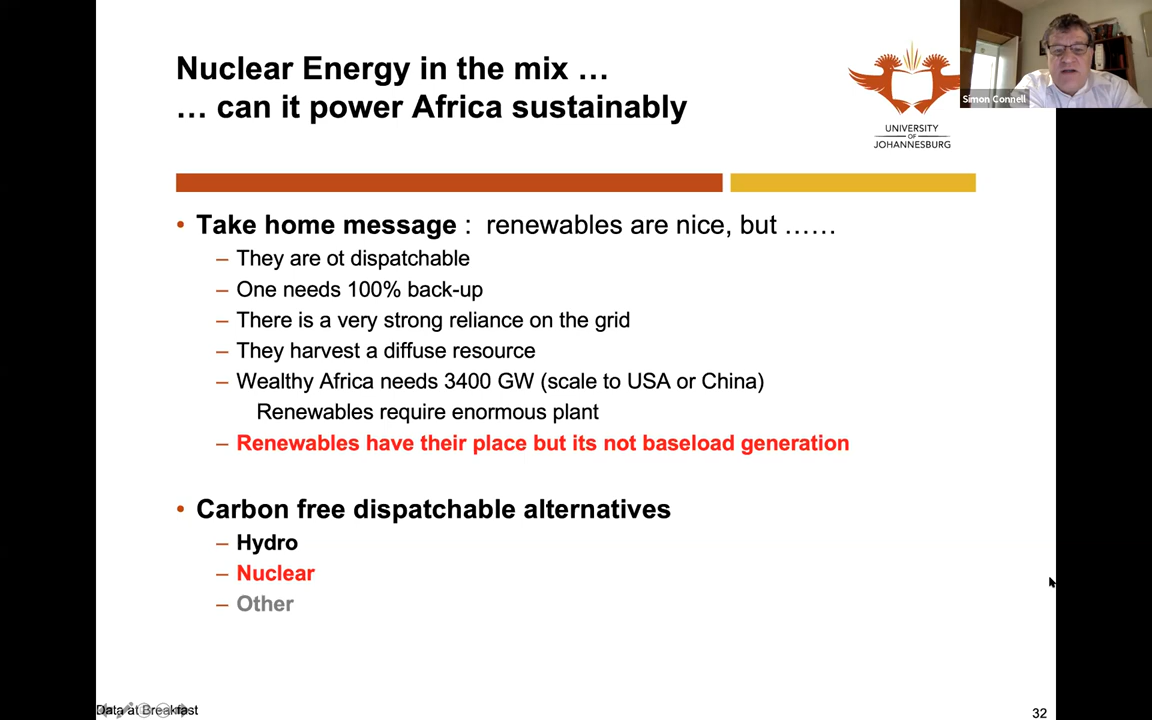 Nuclear Energy in the mix …
… can it power Africa sustainably
Simon Connell
UNIVERSITY
OF
JOHANNESBURG
• Take home message : renewables are nice, but ……
– They are ot dispatchable
– One needs 100% back-up
– There is a very strong reliance on the grid
– They harvest a diffuse resource
– Wealthy Africa needs 3400 GW (scale to USA or China)
Renewables require enormous plant
– Renewables have their place but its not baseload generation
• Carbon free dispatchable alternatives
– Hydro
– Nuclear
– Other
Data at Breakfast
32